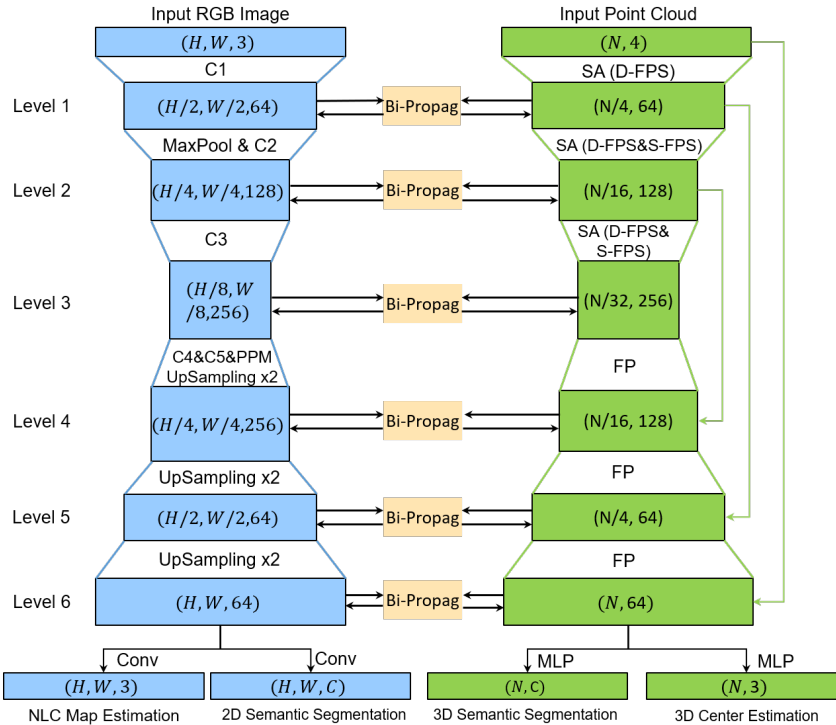 Input RGB Image
Input Point Cloud
(H, W, 3)
(N, 4)
C1
SA (D-FPS)
Level 1
(H/2, W/2,64)
Bi-Propag
(N/4, 64)
MaxPool & C2
SA (D-FPS&S-FPS)
Level 2
(H/4, W/4,128)
Bi-Propag
(N/16, 128)
C3
SA (D-FPS&
S-FPS)
Level 3
(H/8, W
/8,256)
Bi-Propag
(N/32, 256)
C4&C5&PPM
UpSampling x2
FP
Level 4
(H/4, W/4,256)
Bi-Propag
(N/16, 128)
UpSampling x2
FP
Level 5
(H/2, W/2,64)
Bi-Propag
(N/4, 64)
UpSampling x2
FP
Level 6
(H, W, 64)
Bi-Propag
(N, 64)
Conv
Conv
MLP
MLP
(H, W, 3)
(H, W, C)
(N, C)
(N, 3)
NLC Map Estimation
2D Semantic Segmentation
3D Semantic Segmentation
3D Center Estimation